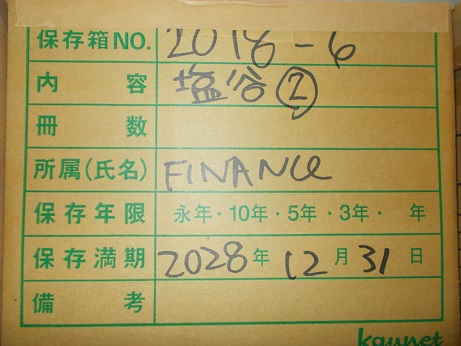 保存箱NO. 2018-6
内容 塩谷②
冊数
所属(氏名) FINANCE
保存年限 永年・10年・5年・3年・ 年
保存満期 2028年 12月 31日
備考
kaunet